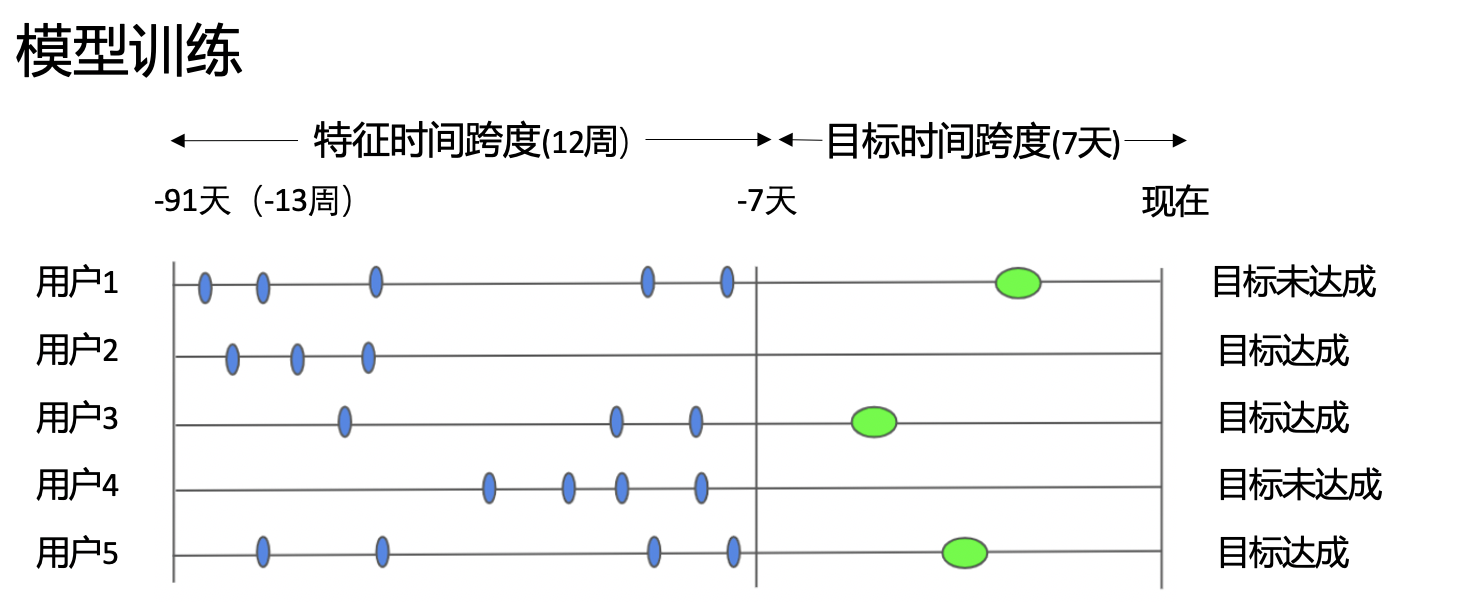 模型训练
特征时间跨度(12周） 目标时间跨度(7天)
-91天（-13周） -7天 现在
用户1 目标未达成
用户2 目标达成
用户3 目标达成
用户4 目标未达成
用户5 目标达成